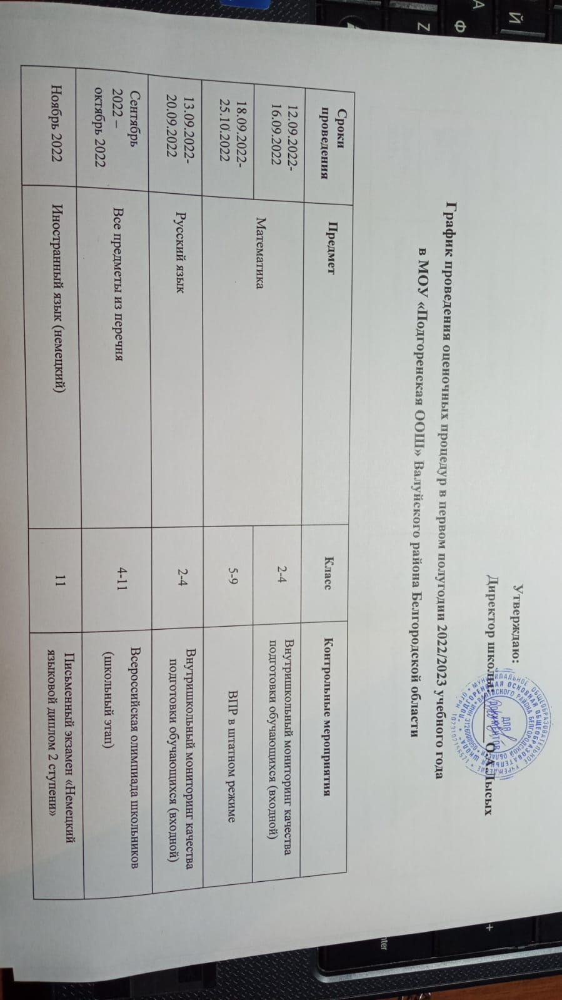 Утверждаю:
Директор школы: О.А. Лысых
ДЛЯ
ДОКУМЕНТОВ
График проведения оценочных процедур в первом полугодии 2022/2023 учебного года
в МОУ «Подгоренская ООШ» Валуйского района Белгородской области
Сроки
проведения
Предмет
Класс
Контрольные мероприятия
12.09.2022-
16.09.2022
Математика
2-4
Внутришкольный мониторинг качества
подготовки обучающихся (входной)
18.09.2022-
25.10.2022
5-9
ВПР в штатном режиме
13.09.2022-
20.09.2022
Русский язык
2-4
Внутришкольный мониторинг качества
подготовки обучающихся (входной)
Сентябрь
2022 –
октябрь 2022
Все предметы из перечня
4-11
Всероссийская олимпиада школьников
(школьный этап)
Ноябрь 2022
Иностранный язык (немецкий)
11
Письменный экзамен «Немецкий
языковой диплом 2 ступени»
Й
Ф
A
Z
+
nter